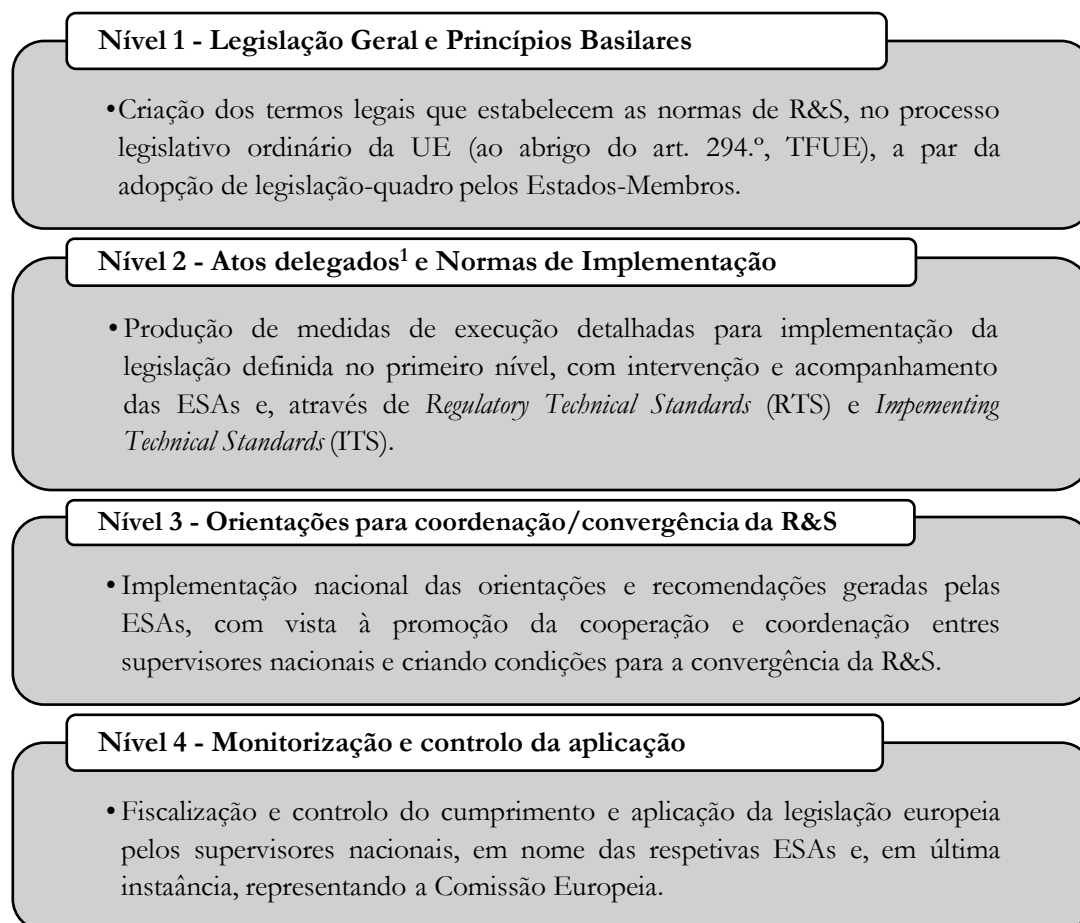 Nível 1 - Legislação Geral e Princípios Basilares
•Criação dos termos legais que estabelecem as normas de R&S, no processo
legislativo ordinário da UE (ao abrigo do art. 294.º, TFUE), a par da
adopção de legislação-quadro pelos Estados-Membros.
Nível 2 - Atos delegados¹ e Normas de Implementação
•Produção de medidas de execução detalhadas para implementação da
legislação definida no primeiro nível, com intervenção e acompanhamento
das ESAs e, através de Regulatory Technical Standards (RTS) e Impementing
Technical Standards (ITS).
Nível 3 - Orientações para coordenação/convergência da R&S
•Implementação nacional das orientações e recomendações geradas pelas
ESAs, com vista à promoção da cooperação e coordenação entres
supervisores nacionais e criando condições para a convergência da R&S.
Nível 4 - Monitorização e controlo da aplicação
•Fiscalização e controlo do cumprimento e aplicação da legislação europeia
pelos supervisores nacionais, em nome das respetivas ESAs e, em última
instaância, representando a Comissão Europeia.